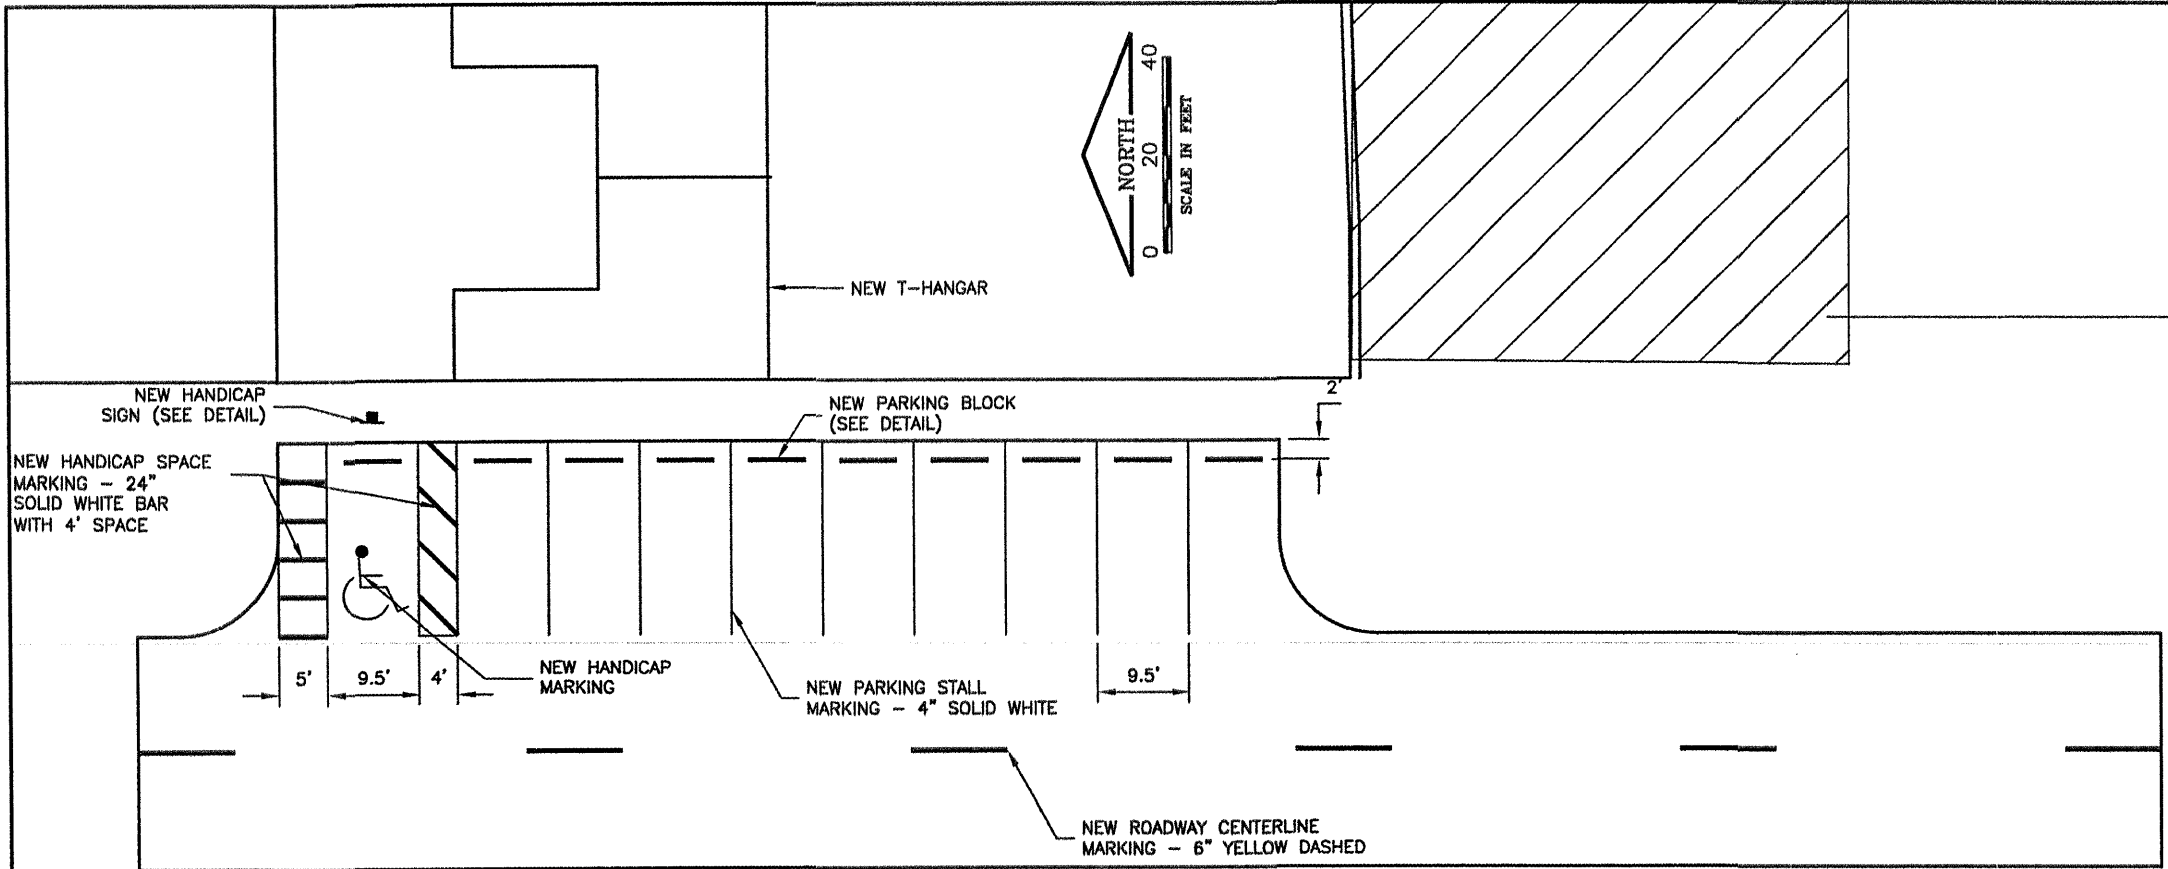 40
NORTH
20
SCALE IN FEET
0
NEW T-HANGAR
2'
NEW HANDICAP
SIGN (SEE DETAIL)
NEW PARKING BLOCK
(SEE DETAIL)
NEW HANDICAP SPACE
MARKING - 24"
SOLID WHITE BAR
WITH 4' SPACE
5'
9.5'
4'
NEW HANDICAP
MARKING
NEW PARKING STALL
MARKING - 4" SOLID WHITE
9.5'
NEW ROADWAY CENTERLINE
MARKING - 6" YELLOW DASHED